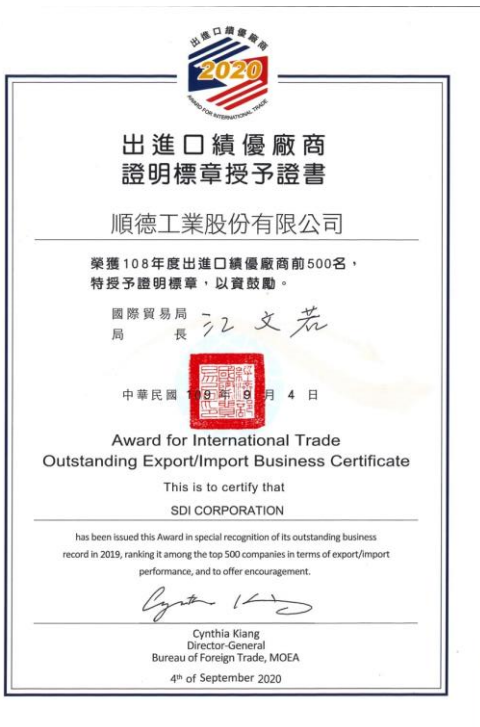 出進口績優廠商
2020
AWARD FOR INTERNATIONAL TRADE
出進口績優廠商
證明標章授予證書
順德工業股份有限公司
榮獲108年度出進口績優廠商前500名，
特授予證明標章，以資鼓勵。
國際貿易局
局長 江文若
中華民國 109 年 9 月 4 日
Award for International Trade
Outstanding Export/Import Business Certificate
This is to certify that
SDI CORPORATION
has been issued this Award in special recognition of its outstanding business
record in 2019, ranking it among the top 500 companies in terms of export/import
performance, and to offer encouragement.
Cynthia Kiang
Cynthia Kiang
Director-General
Bureau of Foreign Trade, MOEA
4th of September 2020